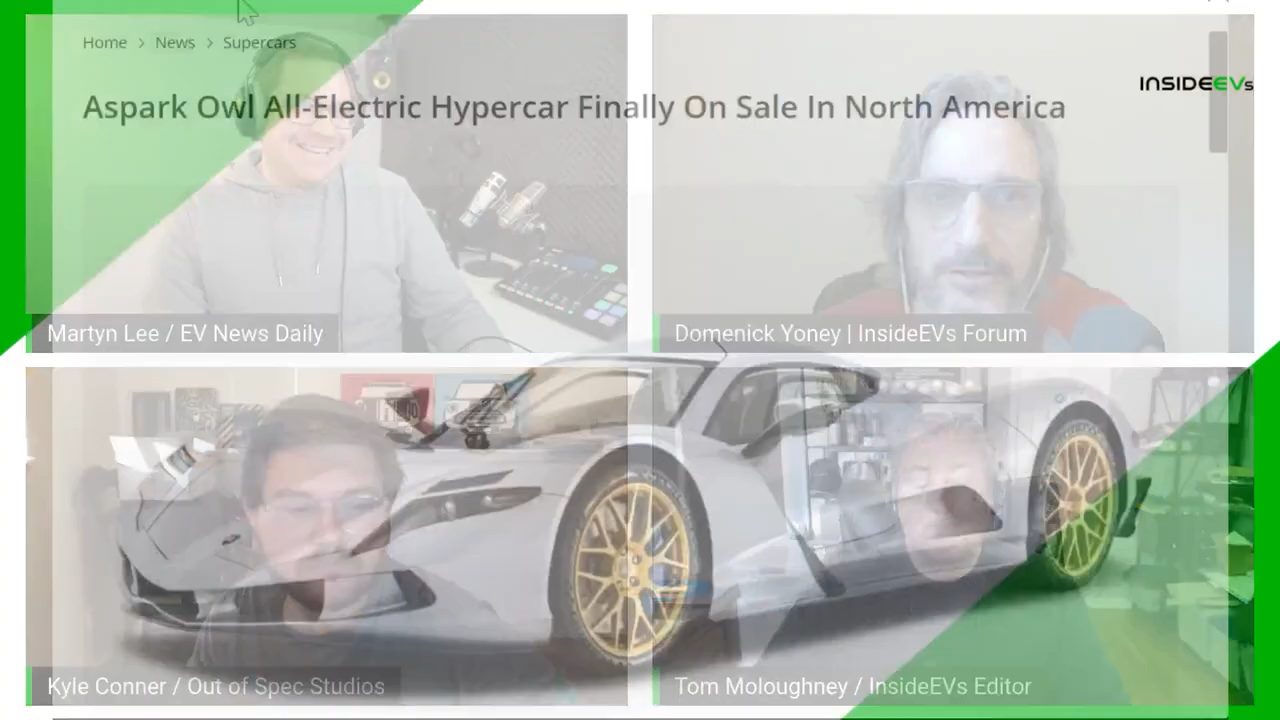 Home > News > Supercars
INSIDEEVs
Aspark Owl All-Electric Hypercar Finally On Sale In North America
Martyn Lee / EV News Daily
Domenick Yoney | InsideEVs Forum
Kyle Conner / Out of Spec Studios
Tom Moloughney / InsideEVs Editor